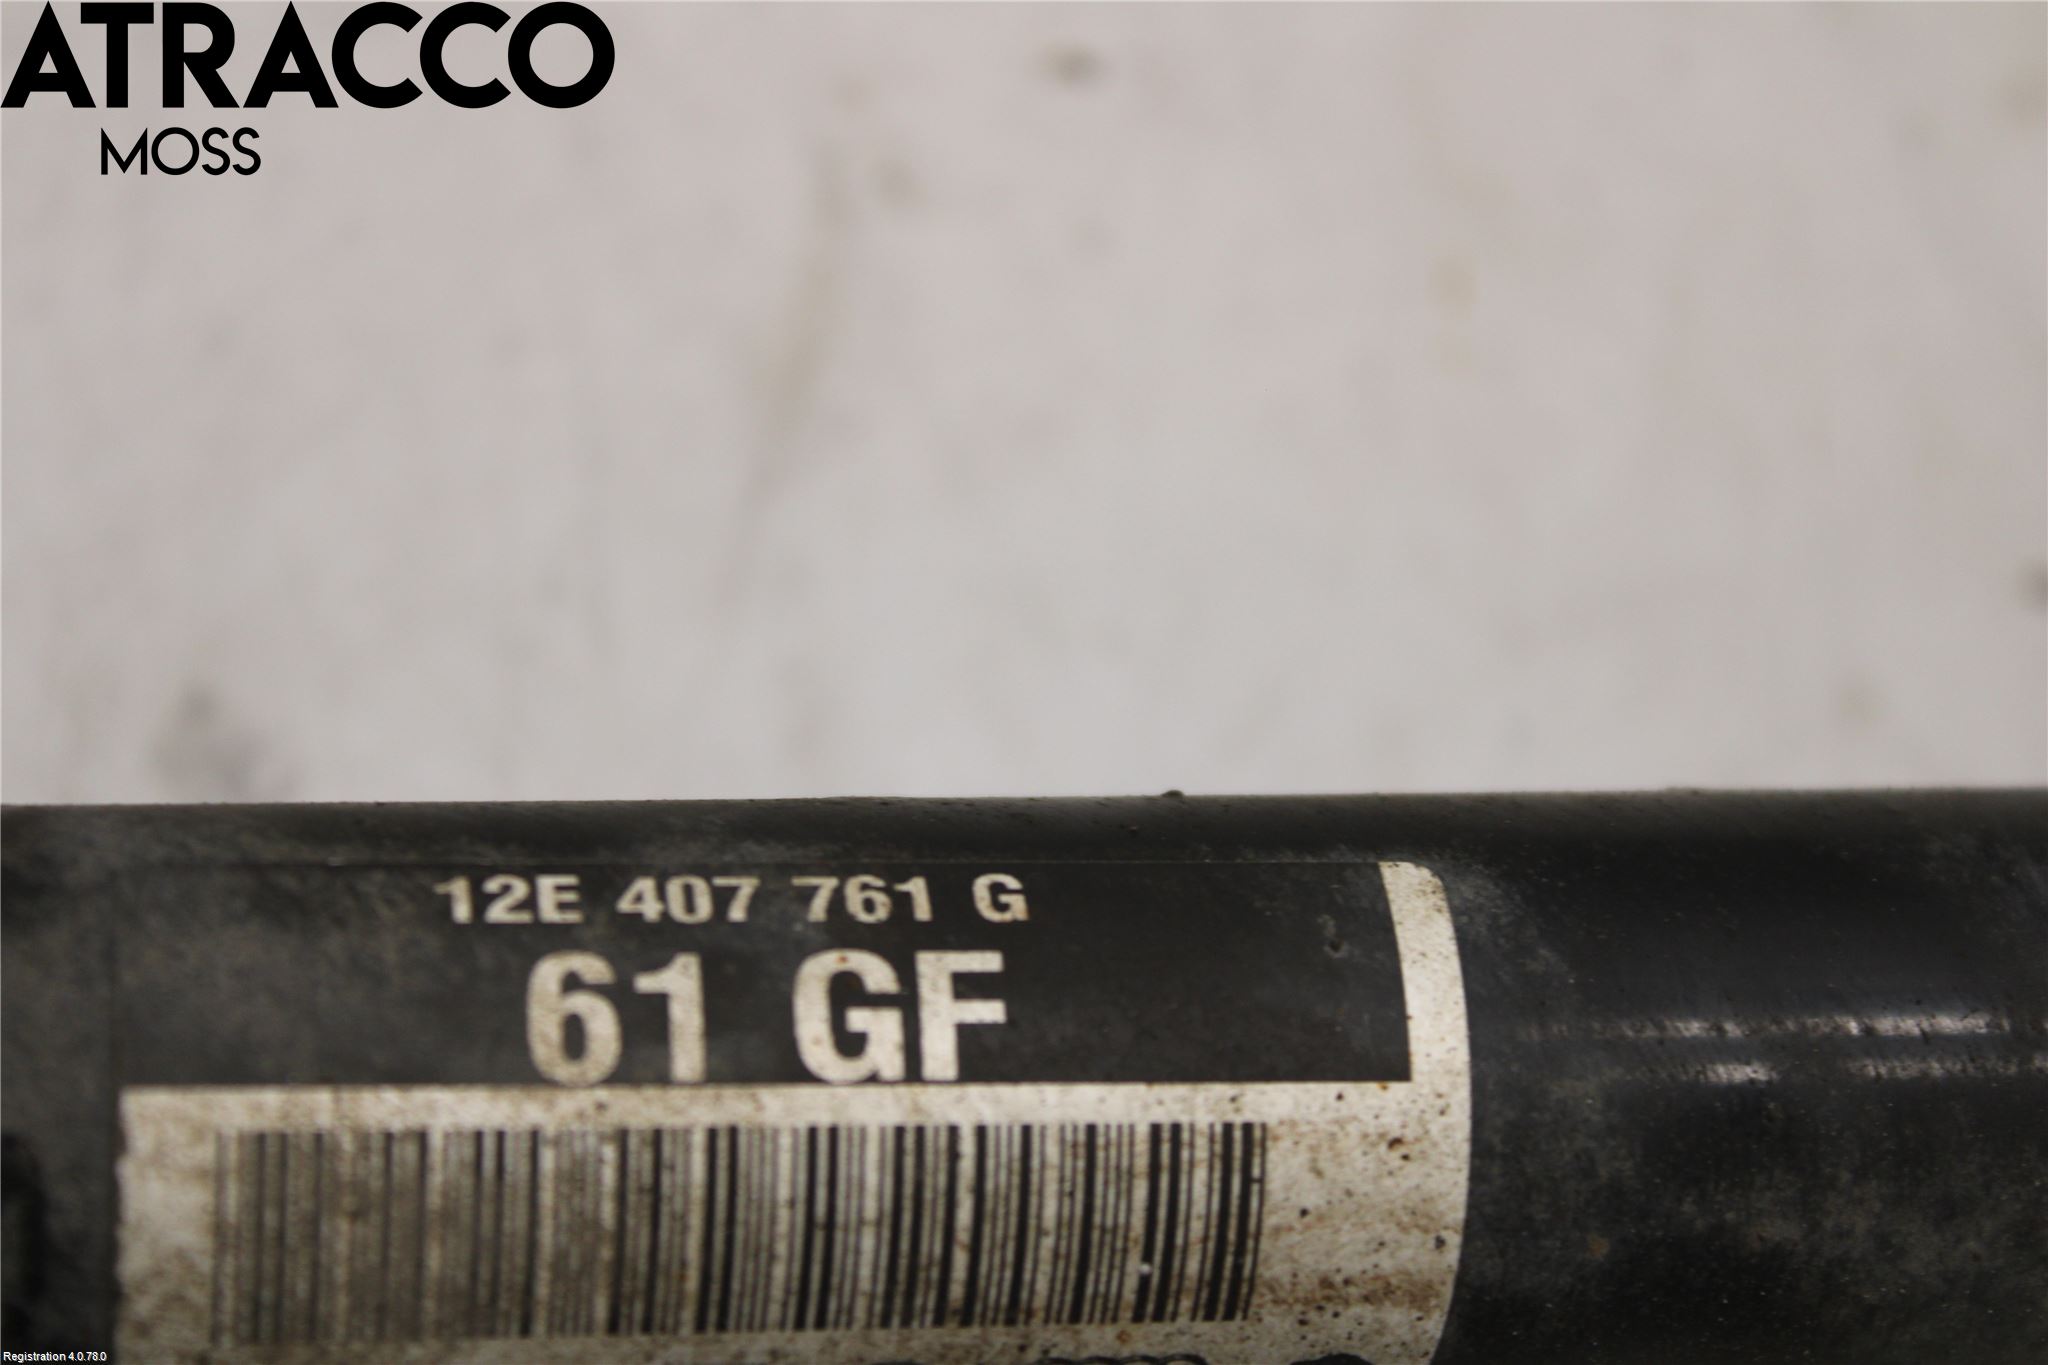 ATRACCO
MOSS
12E 407 761 G
61 GF
Registration 4.0.78.0